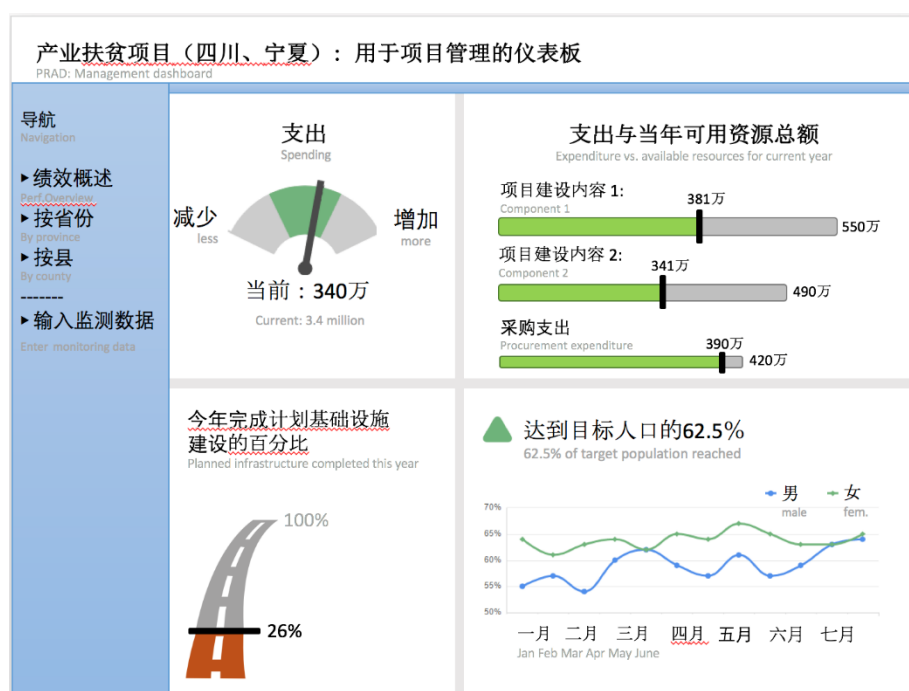 产业扶贫项目（四川、宁夏）: 用于项目管理的仪表板
PRAD: Management dashboard
导航
Navigation
▸绩效概述
Perf.Overview
▸按省份
By province
▸按县
By county
-------
▸输入监测数据
Enter monitoring data
支出
Spending
减少
less
增加
more
当前：340万
Current: 3.4 million
支出与当年可用资源总额
Expenditure vs. available resources for current year
项目建设内容 1:
Component 1
381万
550万
项目建设内容 2:
Component 2
341万
490万
采购支出
Procurement expenditure
390万
420万
今年完成计划基础设施
建设的百分比
Planned infrastructure completed this year
100%
26%
达到目标人口的62.5%
62.5% of target population reached
男
male
女
fem.
70%
65%
60%
55%
50%
一月 二月 三月 四月 五月 六月 七月
Jan Feb Mar Apr May June